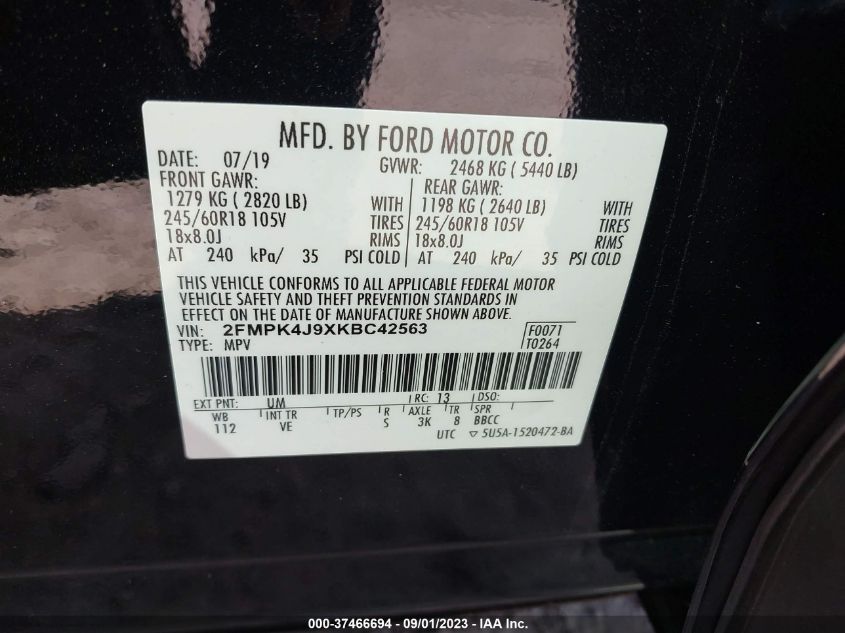 MFD. BY FORD MOTOR CO.
DATE: 07/19 GVWR: 2468 KG ( 5440 LB)
FRONT GAWR: REAR GAWR:
1279 KG ( 2820 LB) WITH 1198 KG ( 2640 LB) WITH
245/60R18 105V TIRES 245/60R18 105V TIRES
18x8.0J RIMS 18x8.0J RIMS
AT 240 kPa/ 35 PSI COLD AT 240 kPa/ 35 PSI COLD
THIS VEHICLE CONFORMS TO ALL APPLICABLE FEDERAL MOTOR
VEHICLE SAFETY AND THEFT PREVENTION STANDARDS IN
EFFECT ON THE DATE OF MANUFACTURE SHOWN ABOVE.
VIN: 2FMPK4J9XKBC42563 F0071
TYPE: MPV T0264
EXT PNT: UM RC: 13 DSO:
WB INT TR TP/PS R AXLE TR SPR
112 VE S 3K 8 BBCC
UTC ▽ 5U5A-1520472-BA
000-37466694 - 09/01/2023 - © IAA, Inc.